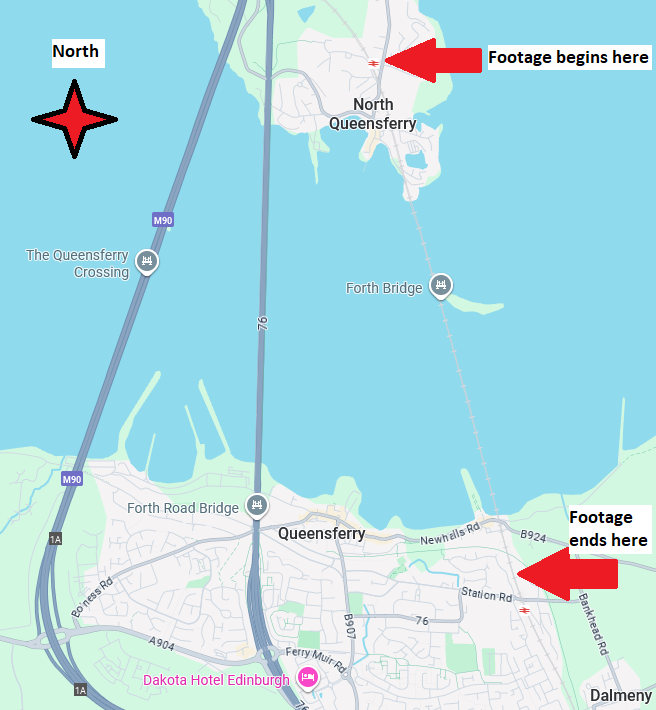 North
Footage begins here
North
Queensferry
M90
The Queensferry
Crossing
Forth Bridge
76
M90
Forth Road Bridge
Queensferry
Newhalls Rd
B924
Footage
ends here
1A
Bo'ness Rd
Station Rd
76
B907
Bankhead Rd
A904
Ferry Muir Rd
Dakota Hotel Edinburgh
1A
76
Dalmeny